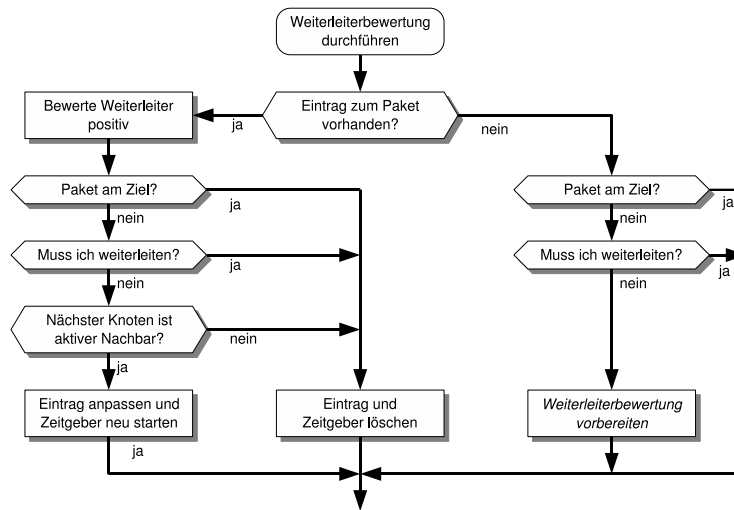 Weiterleiterbewertung
durchführen
Bewerte Weiterleiter
positiv
ja
Eintrag zum Paket
vorhanden?
nein
Paket am Ziel?
ja
nein
Paket am Ziel?
ja
nein
Muss ich weiterleiten?
ja
nein
Muss ich weiterleiten?
ja
nein
Nächster Knoten ist
aktiver Nachbar?
nein
ja
Eintrag anpassen und
Zeitgeber neu starten
ja
Eintrag und
Zeitgeber löschen
Weiterleiterbewertung
vorbereiten